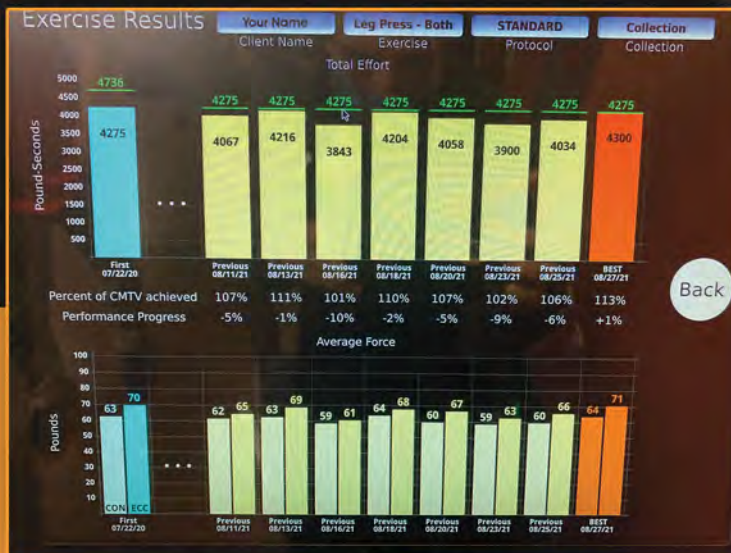 Exercise Results Your Name Leg Press - Both STANDARD Collection
Client Name Exercise Protocol Collection
Total Effort
Pound-Seconds
5000
4500
4000
3500
3000
2500
2000
1500
1000
500
4736 4275 4275 4275 4275 4275 4275 4275 4275
4275 4067 4216 3843 4204 4058 3900 4034 4300
...
First Previous Previous Previous Previous Previous Previous Previous BEST
07/22/20 08/11/21 08/13/21 08/16/21 08/18/21 08/20/21 08/23/21 08/25/21 08/27/21
Percent of CMTV achieved 107% 111% 101% 110% 107% 102% 106% 113%
Performance Progress -5% -1% -10% -2% -5% -9% -6% +1%
Back
Average Force
Pounds
100
90
80
70
60
50
40
30
20
10
63 70 62 65 63 69 59 61 64 68 60 67 59 63 60 66 64 71
...
CON ECC
First Previous Previous Previous Previous Previous Previous Previous BEST
07/22/20 08/11/21 08/13/21 08/16/21 08/18/21 08/20/21 08/23/21 08/25/21 08/27/21